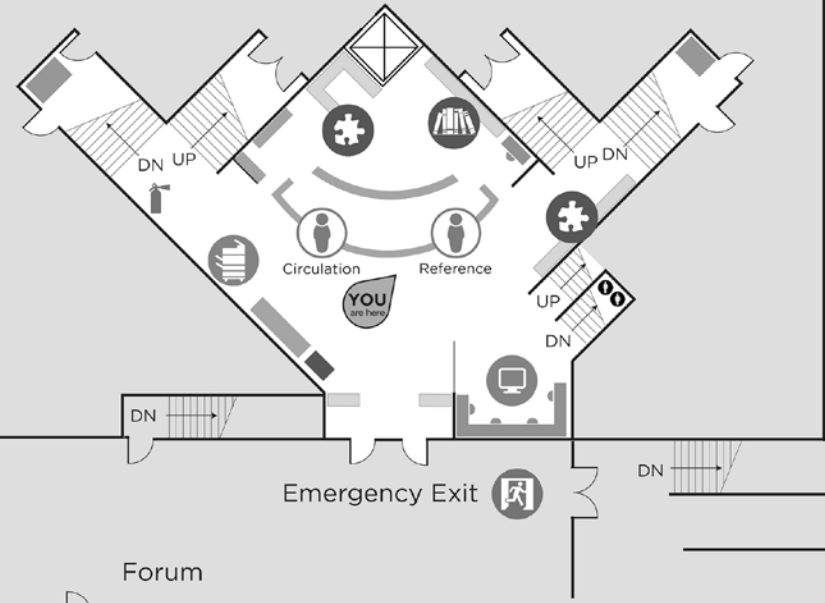 DN
UP
UP
DN
Circulation
Reference
YOU
are here
UP
DN
DN
DN
Emergency Exit
Forum